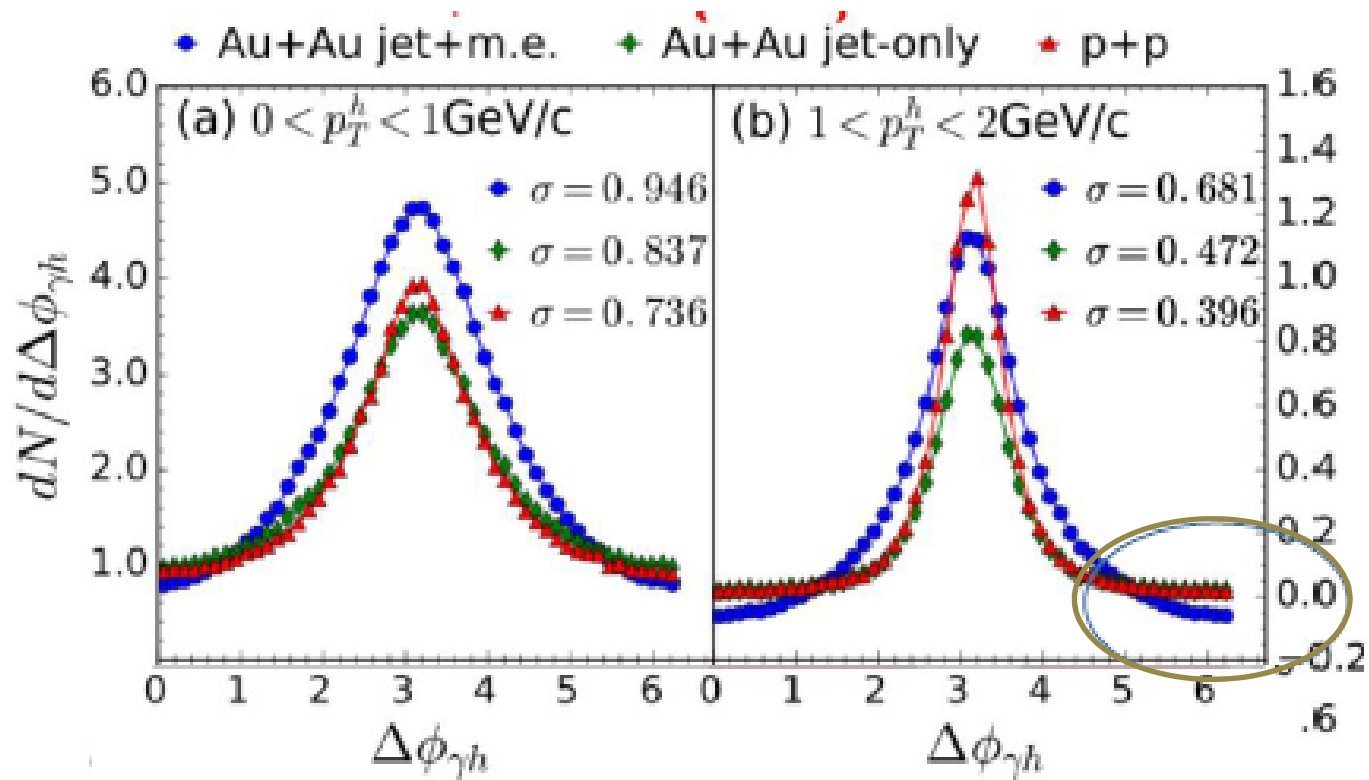 Au+Au jet+m.e. Au+Au jet-only p+p
(a) 0 < p_T^h < 1GeV/c
σ = 0.946
σ = 0.837
σ = 0.736
6.0
5.0
4.0
3.0
2.0
1.0
dN/dΔϕ_γh
0 1 2 3 4 5 6
Δϕ_γh
(b) 1 < p_T^h < 2GeV/c
σ = 0.681
σ = 0.472
σ = 0.396
1.6
1.4
1.2
1.0
0.8
0.6
0.4
0.2
0.0
−0.2
0 1 2 3 4 5 6
.6
Δϕ_γh